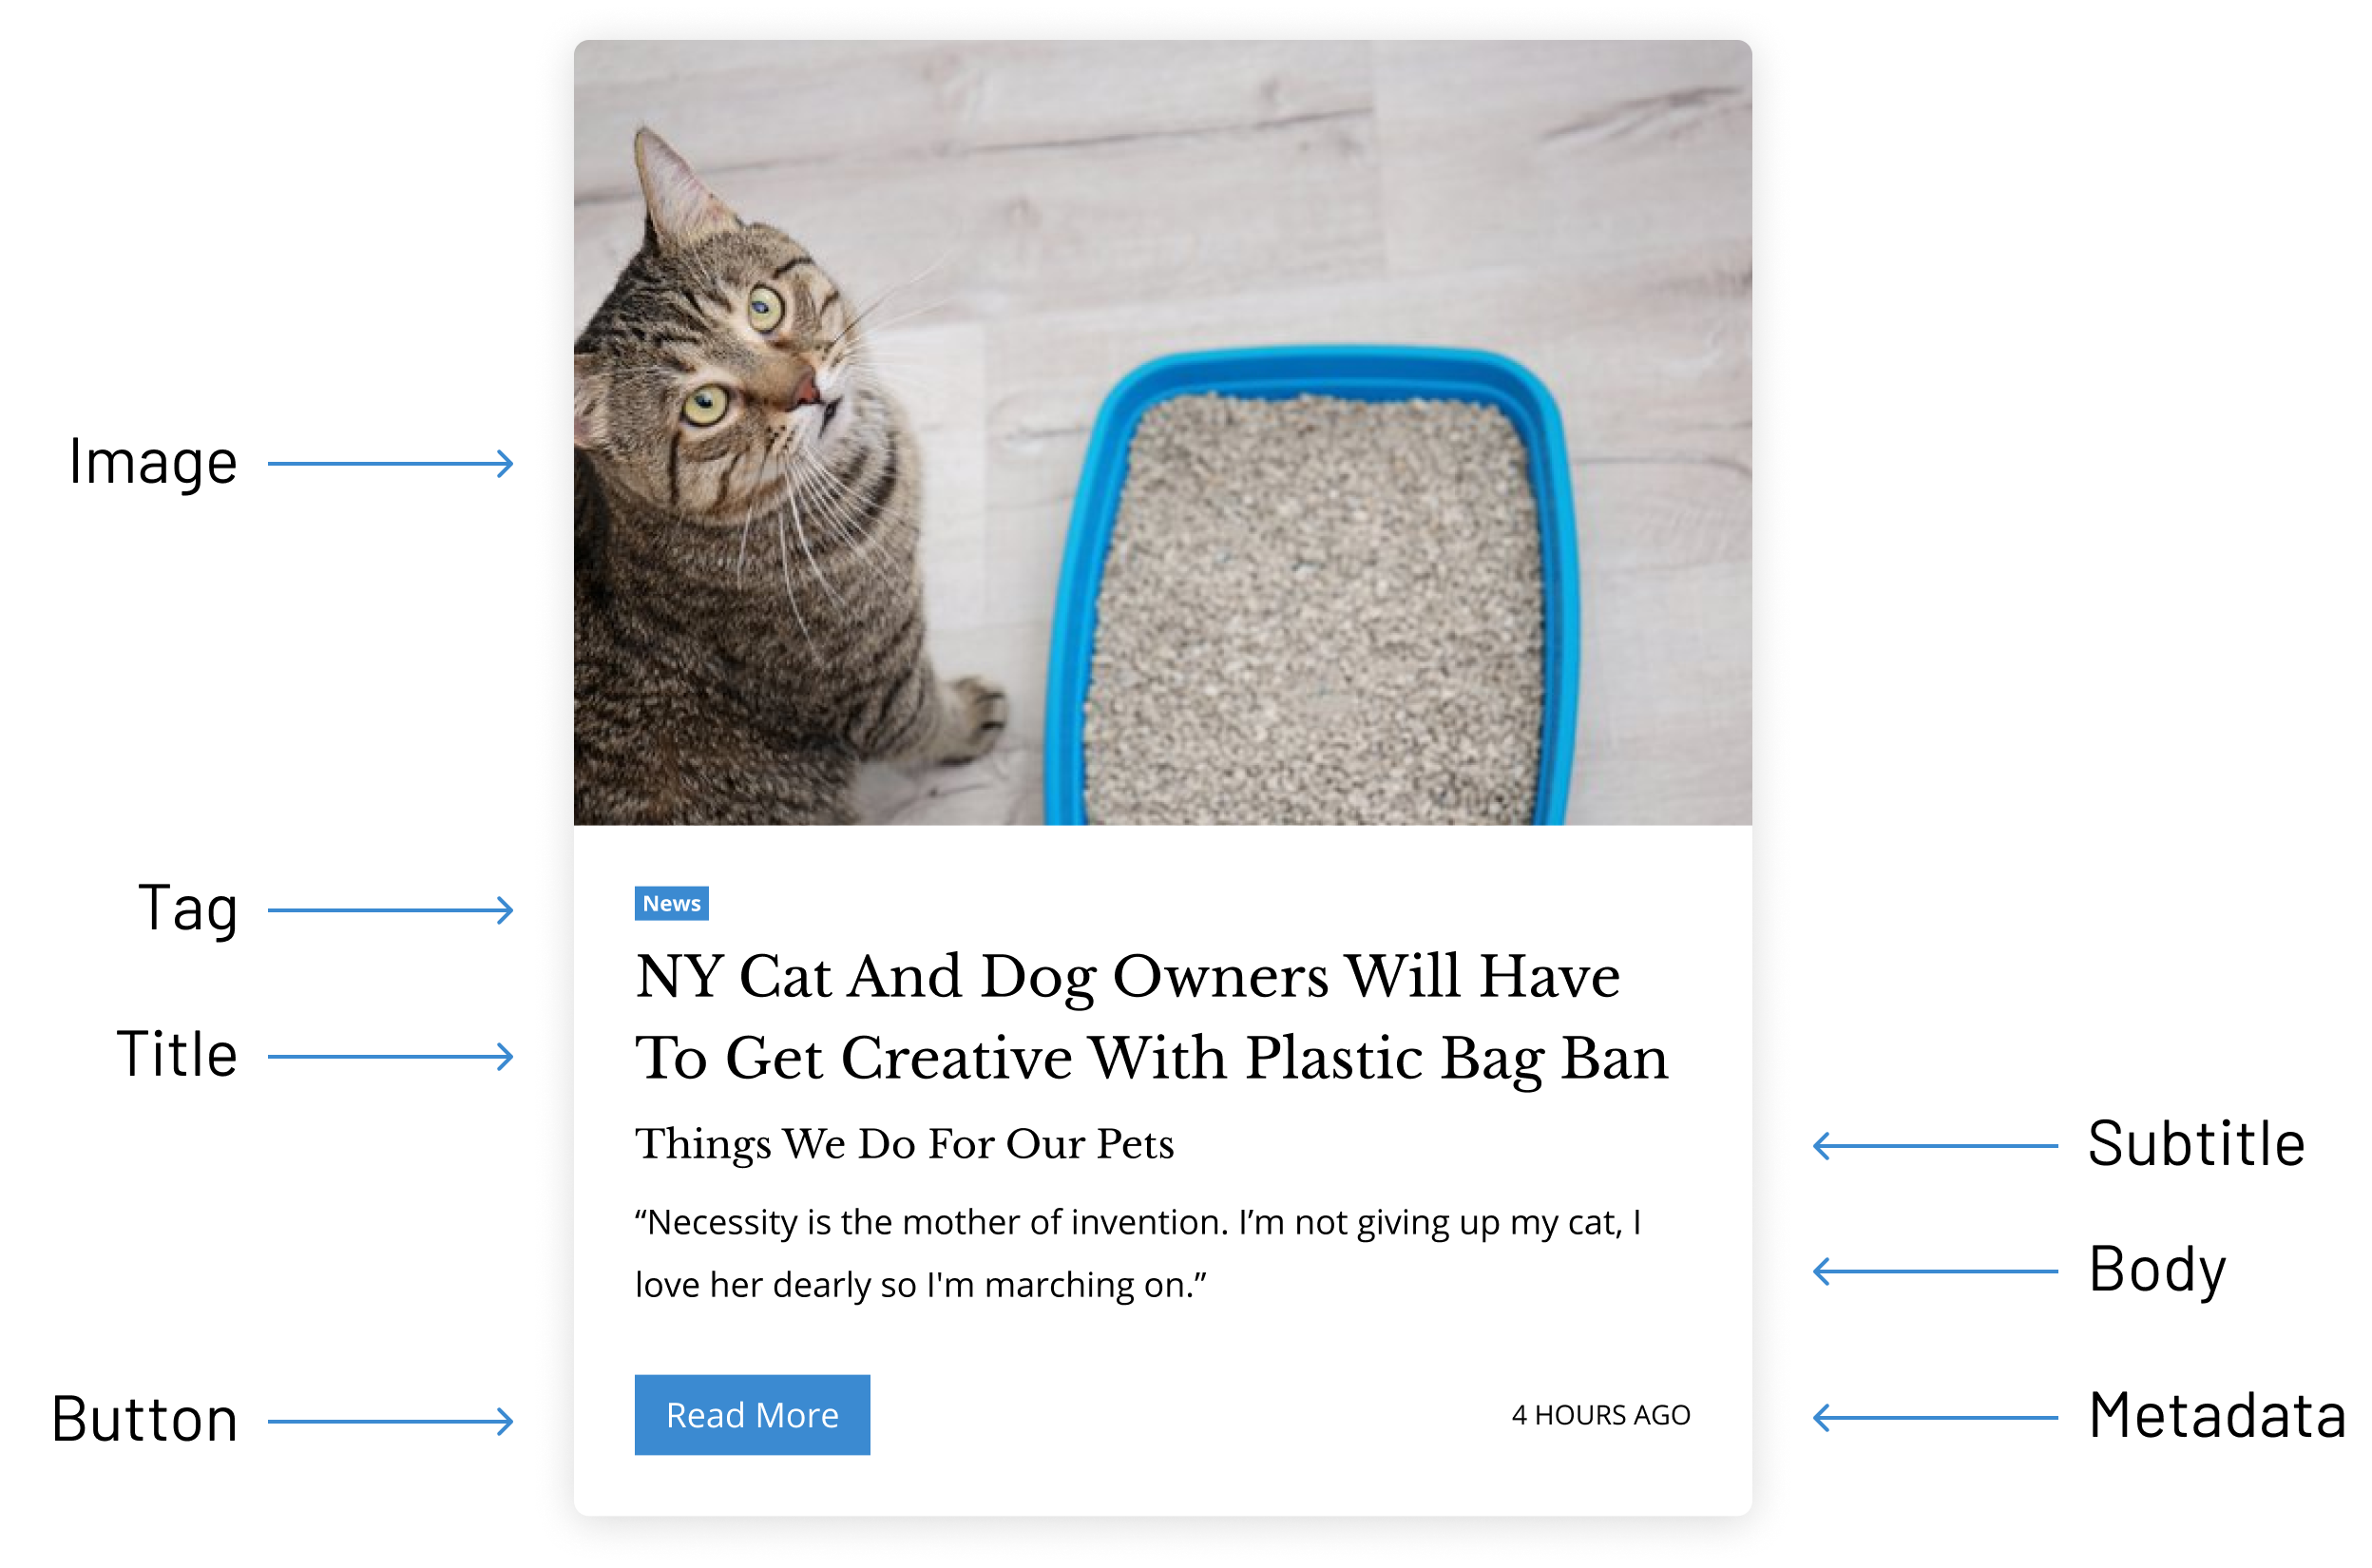 Image
Tag
News
NY Cat And Dog Owners Will Have
Title
To Get Creative With Plastic Bag Ban
Things We Do For Our Pets
Subtitle
“Necessity is the mother of invention. I’m not giving up my cat, I
love her dearly so I'm marching on.”
Body
Button
Read More
4 HOURS AGO
Metadata